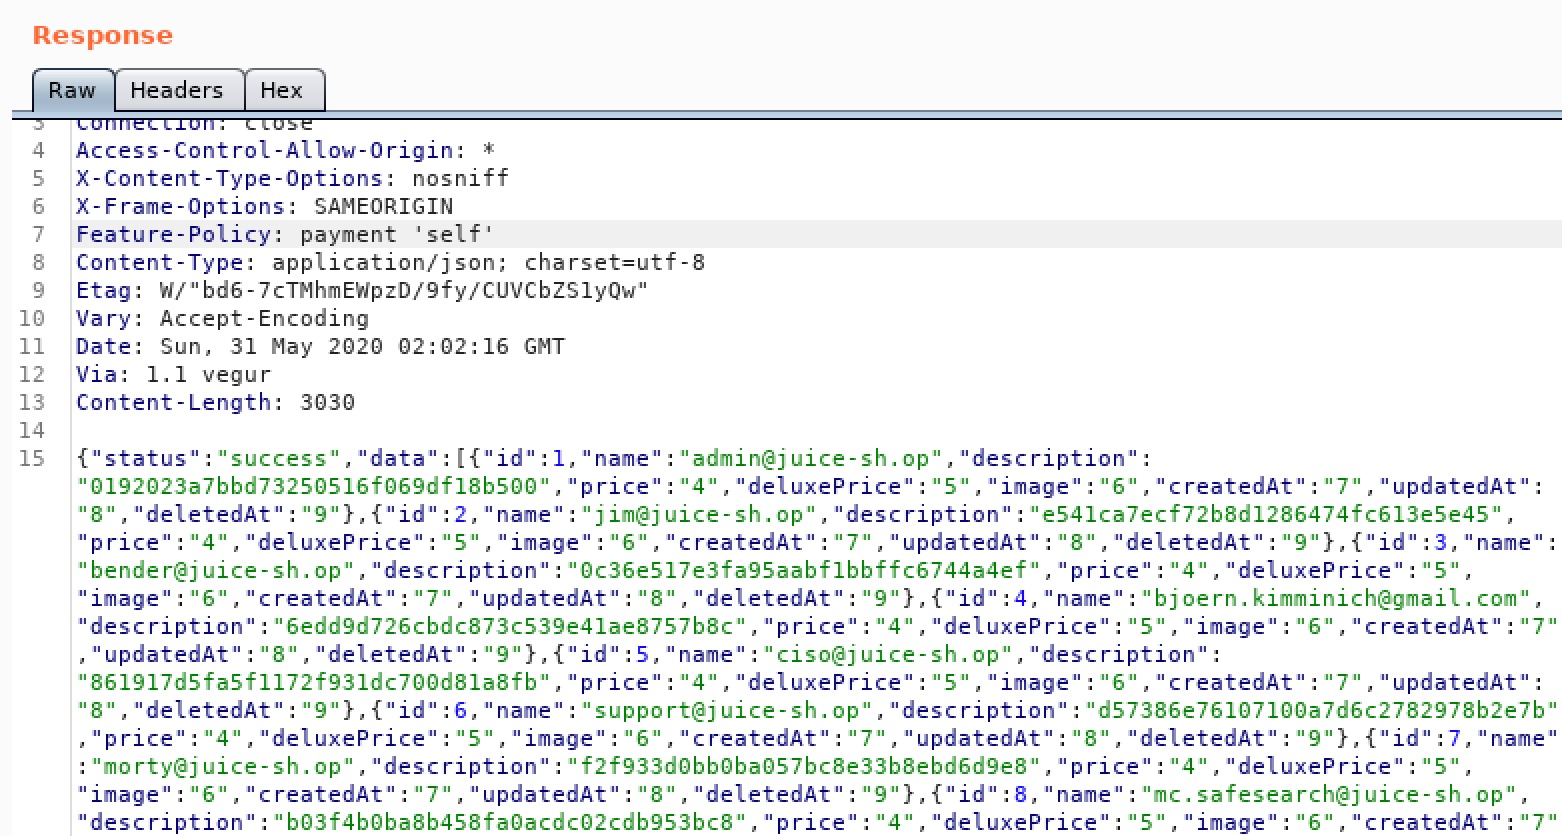 Response
Raw Headers Hex
3 Connection: close
4 Access-Control-Allow-Origin: *
5 X-Content-Type-Options: nosniff
6 X-Frame-Options: SAMEORIGIN
7 Feature-Policy: payment 'self'
8 Content-Type: application/json; charset=utf-8
9 Etag: W/"bd6-7cTMhmEWpzD/9fy/CUVCbZS1yQw"
10 Vary: Accept-Encoding
11 Date: Sun, 31 May 2020 02:02:16 GMT
12 Via: 1.1 vegur
13 Content-Length: 3030
14
15 {"status":"success","data":[{"id":1,"name":"admin@juice-sh.op","description":
"0192023a7bbd73250516f069df18b500","price":"4","deluxePrice":"5","image":"6","createdAt":"7","updatedAt":
"8","deletedAt":"9"},{"id":2,"name":"jim@juice-sh.op","description":"e541ca7ecf72b8d1286474fc613e5e45",
"price":"4","deluxePrice":"5","image":"6","createdAt":"7","updatedAt":"8","deletedAt":"9"},{"id":3,"name":
"bender@juice-sh.op","description":"0c36e517e3fa95aabf1bbffc6744a4ef","price":"4","deluxePrice":"5",
"image":"6","createdAt":"7","updatedAt":"8","deletedAt":"9"},{"id":4,"name":"bjoern.kimminich@gmail.com",
"description":"6edd9d726cbdc873c539e41ae8757b8c","price":"4","deluxePrice":"5","image":"6","createdAt":"7"
,"updatedAt":"8","deletedAt":"9"},{"id":5,"name":"ciso@juice-sh.op","description":
"861917d5fa5f1172f931dc700d81a8fb","price":"4","deluxePrice":"5","image":"6","createdAt":"7","updatedAt":
"8","deletedAt":"9"},{"id":6,"name":"support@juice-sh.op","description":"d57386e76107100a7d6c2782978b2e7b"
,"price":"4","deluxePrice":"5","image":"6","createdAt":"7","updatedAt":"8","deletedAt":"9"},{"id":7,"name"
:"morty@juice-sh.op","description":"f2f933d0bb0ba057bc8e33b8ebd6d9e8","price":"4","deluxePrice":"5",
"image":"6","createdAt":"7","updatedAt":"8","deletedAt":"9"},{"id":8,"name":"mc.safesearch@juice-sh.op",
"description":"b03f4b0ba8b458fa0acdc02cdb953bc8","price":"4","deluxePrice":"5","image":"6","createdAt":"7"